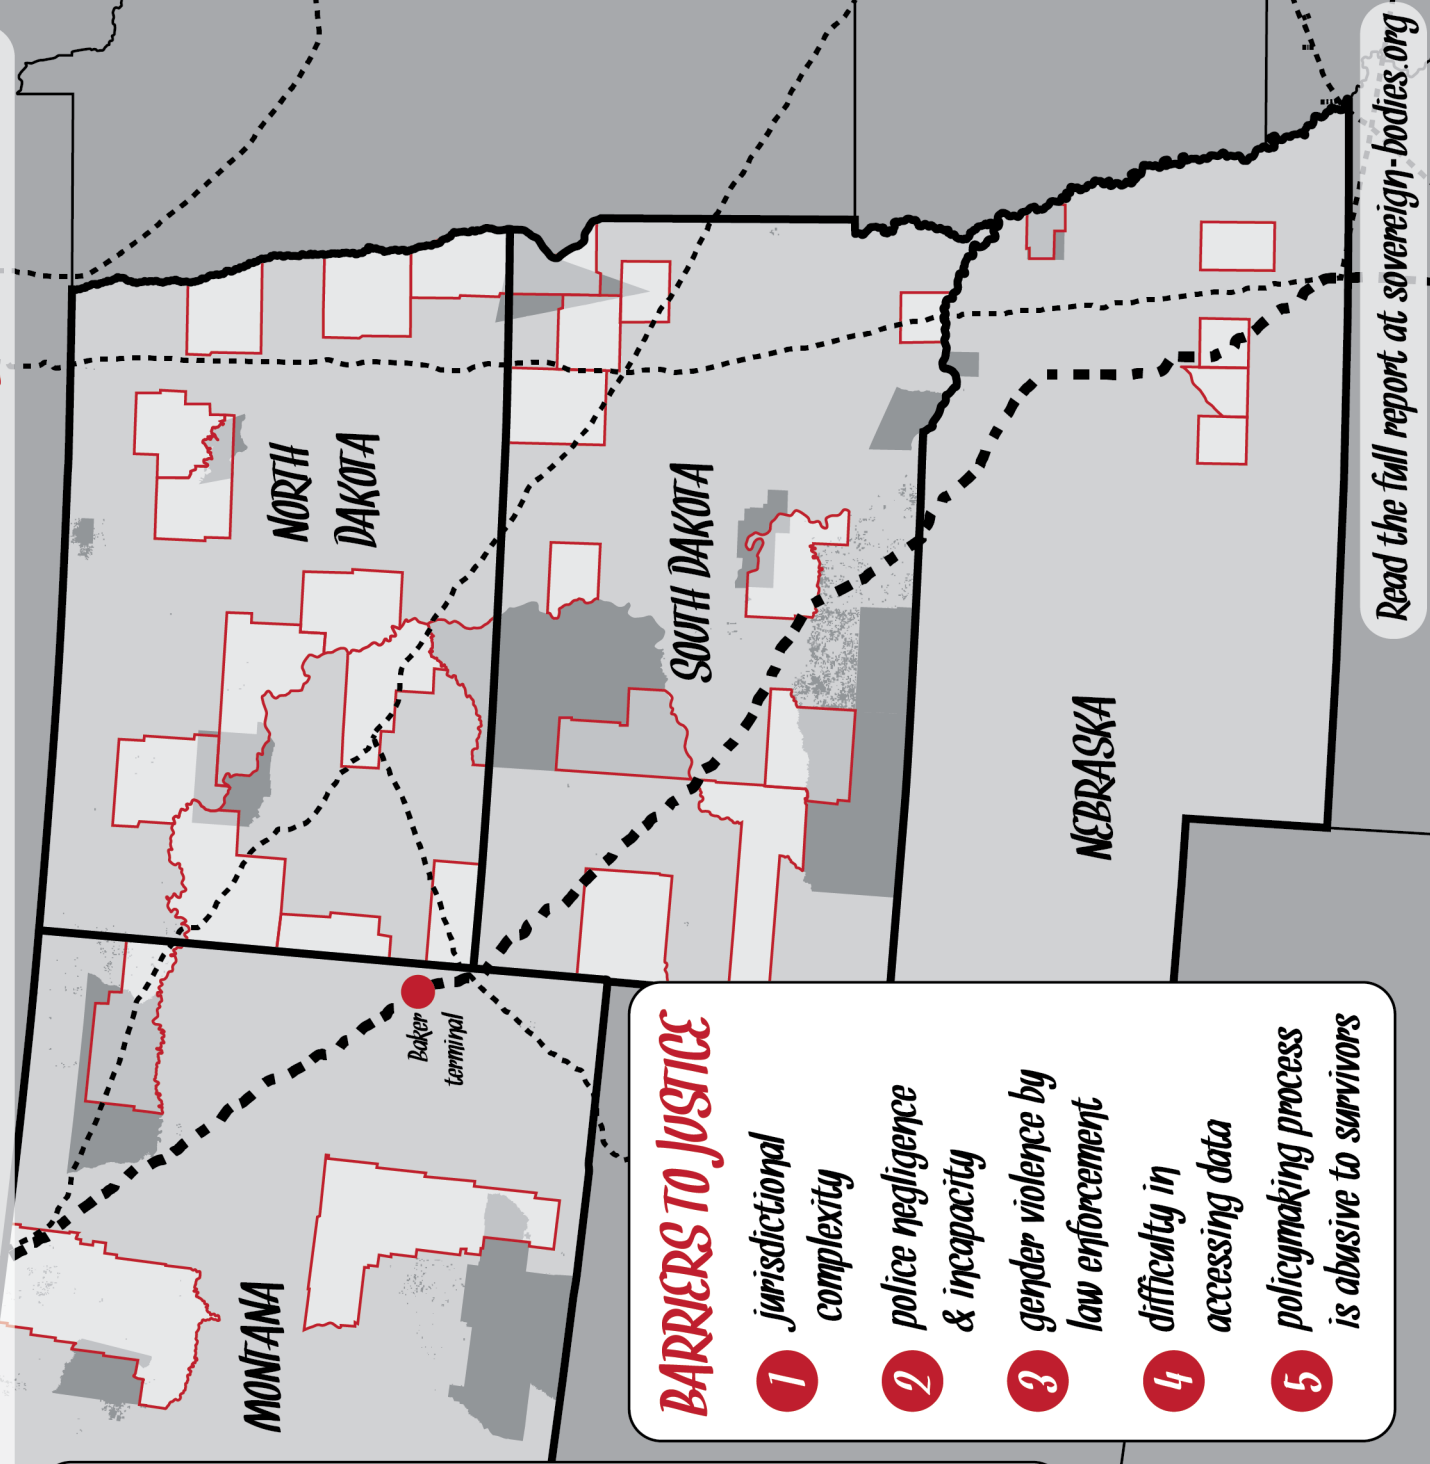 NORTH
DAKOTA
SOUTH DAKOTA
NEBRASKA
MONTANA
Baker
terminal
BARRIERS TO JUSTICE
1 jurisdictional
complexity
2 police negligence
& incapacity
3 gender violence by
law enforcement
4 difficulty in
accessing data
5 policymaking process
is abusive to survivors
Read the full report at sovereign-bodies.org